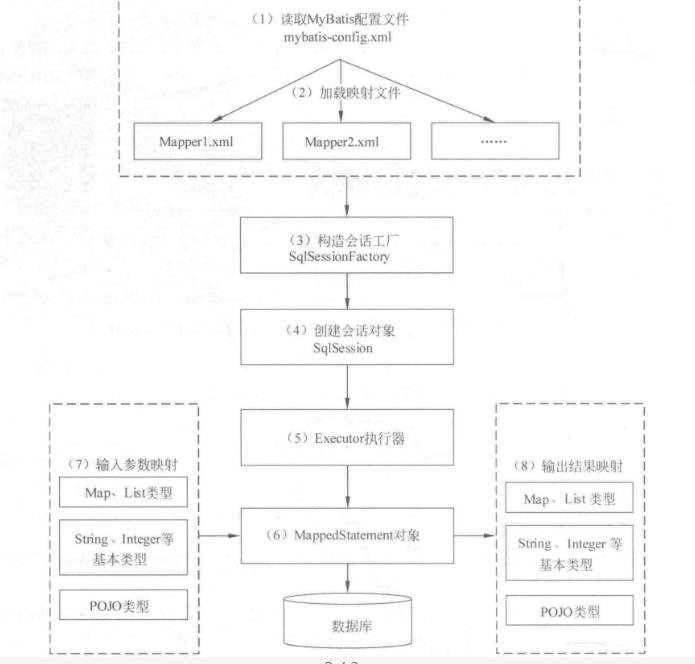 （1）读取MyBatis配置文件
mybatis-config.xml
（2）加载映射文件
Mapper1.xml
Mapper2.xml
……
（3）构造会话工厂
SqlSessionFactory
（4）创建会话对象
SqlSession
（5）Executor执行器
（7）输入参数映射
Map、List类型
String、Integer等
基本类型
POJO类型
（6）MappedStatement对象
（8）输出结果映射
Map、List 类型
String、Integer 等
基本类型
POJO类型
数据库